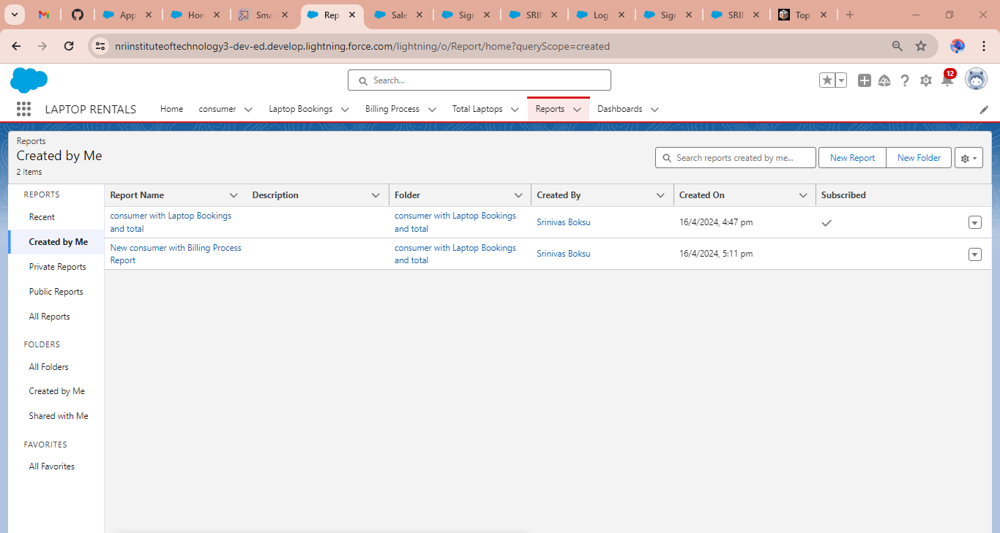 App
Hon
Sma
Rep
Sale
Sign
SRIN
Log
Sign
SRIN
Top
nriinstituteoftechnology3-dev-ed.develop.lightning.force.com/lightning/o/Report/home?queryScope=created
Search...
12
LAPTOP RENTALS Home consumer Laptop Bookings Billing Process Total Laptops Reports Dashboards
Reports
Created by Me
2 items
Search reports created by me...
New Report
New Folder
REPORTS
Recent
Created by Me
Private Reports
Public Reports
All Reports
FOLDERS
All Folders
Created by Me
Shared with Me
FAVORITES
All Favorites
Report Name Description Folder Created By Created On Subscribed
consumer with Laptop Bookings
and total
consumer with Laptop Bookings
and total
Srinivas Boksu
16/4/2024, 4:47 pm
New consumer with Billing Process
Report
consumer with Laptop Bookings
and total
Srinivas Boksu
16/4/2024, 5:11 pm